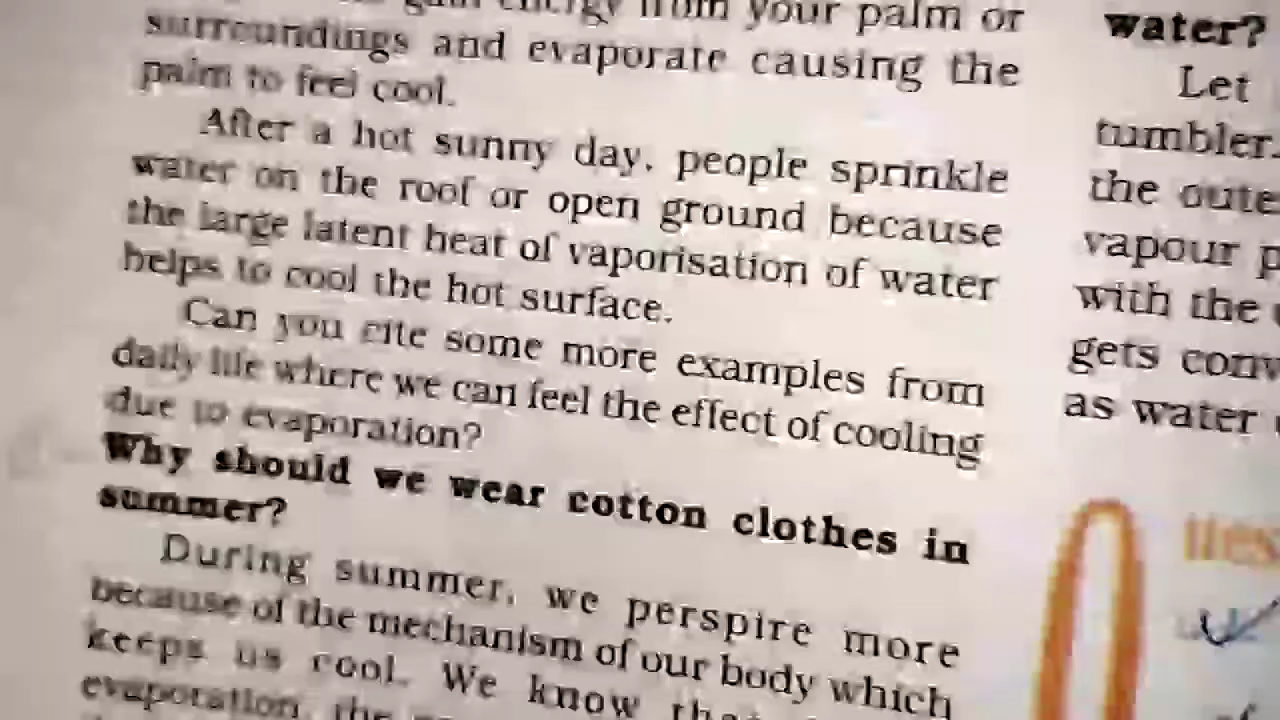 energy from your palm or
surroundings and evaporate causing the
palm to feel cool.
After a hot sunny day, people sprinkle
water on the roof or open ground because
the large latent heat of vaporisation of water
helps to cool the hot surface.
Can you cite some more examples from
daily life where we can feel the effect of cooling
due to evaporation?
Why should we wear cotton clothes in
summer?
During summer, we perspire more
because of the mechanism of our body which
keeps us cool. We know
evaporation, the
water?
Let
tumbler.
the oute
vapour p
with the
gets conv
as water